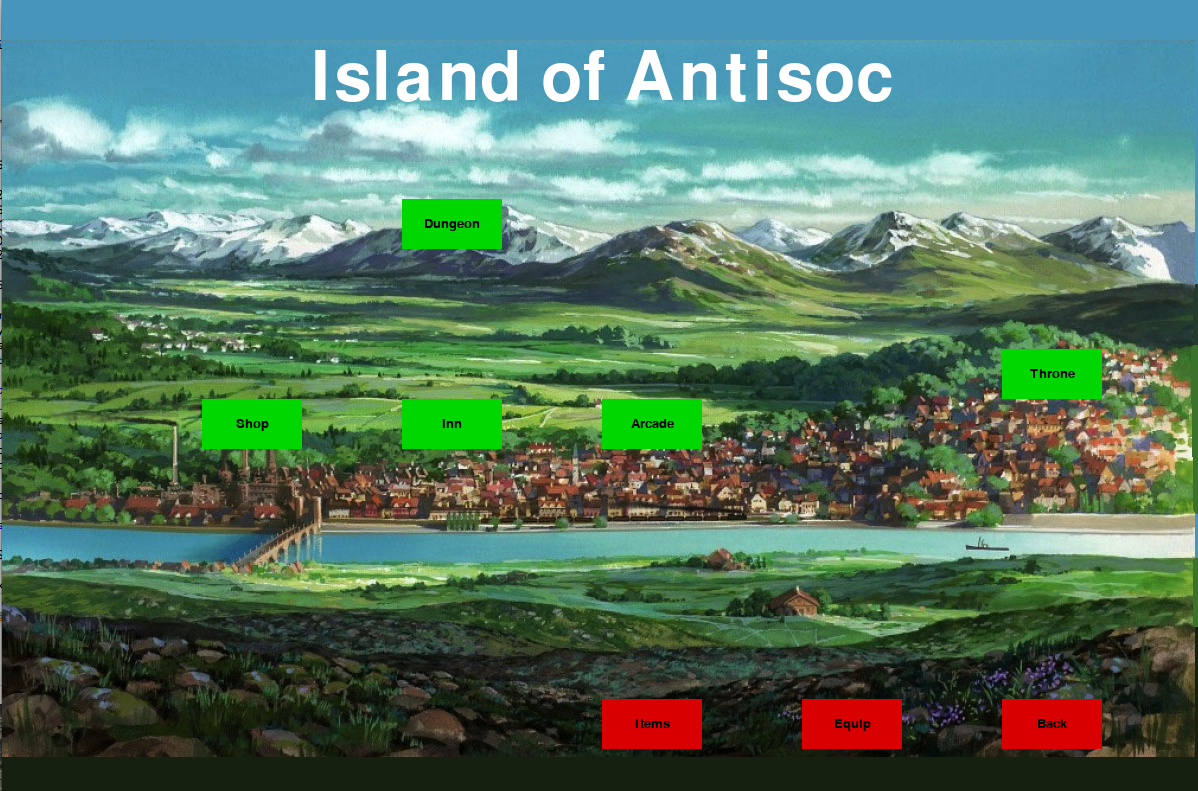 Island of Antisoc
Dungeon
Throne
Shop
Inn
Arcade
Items
Equip
Back